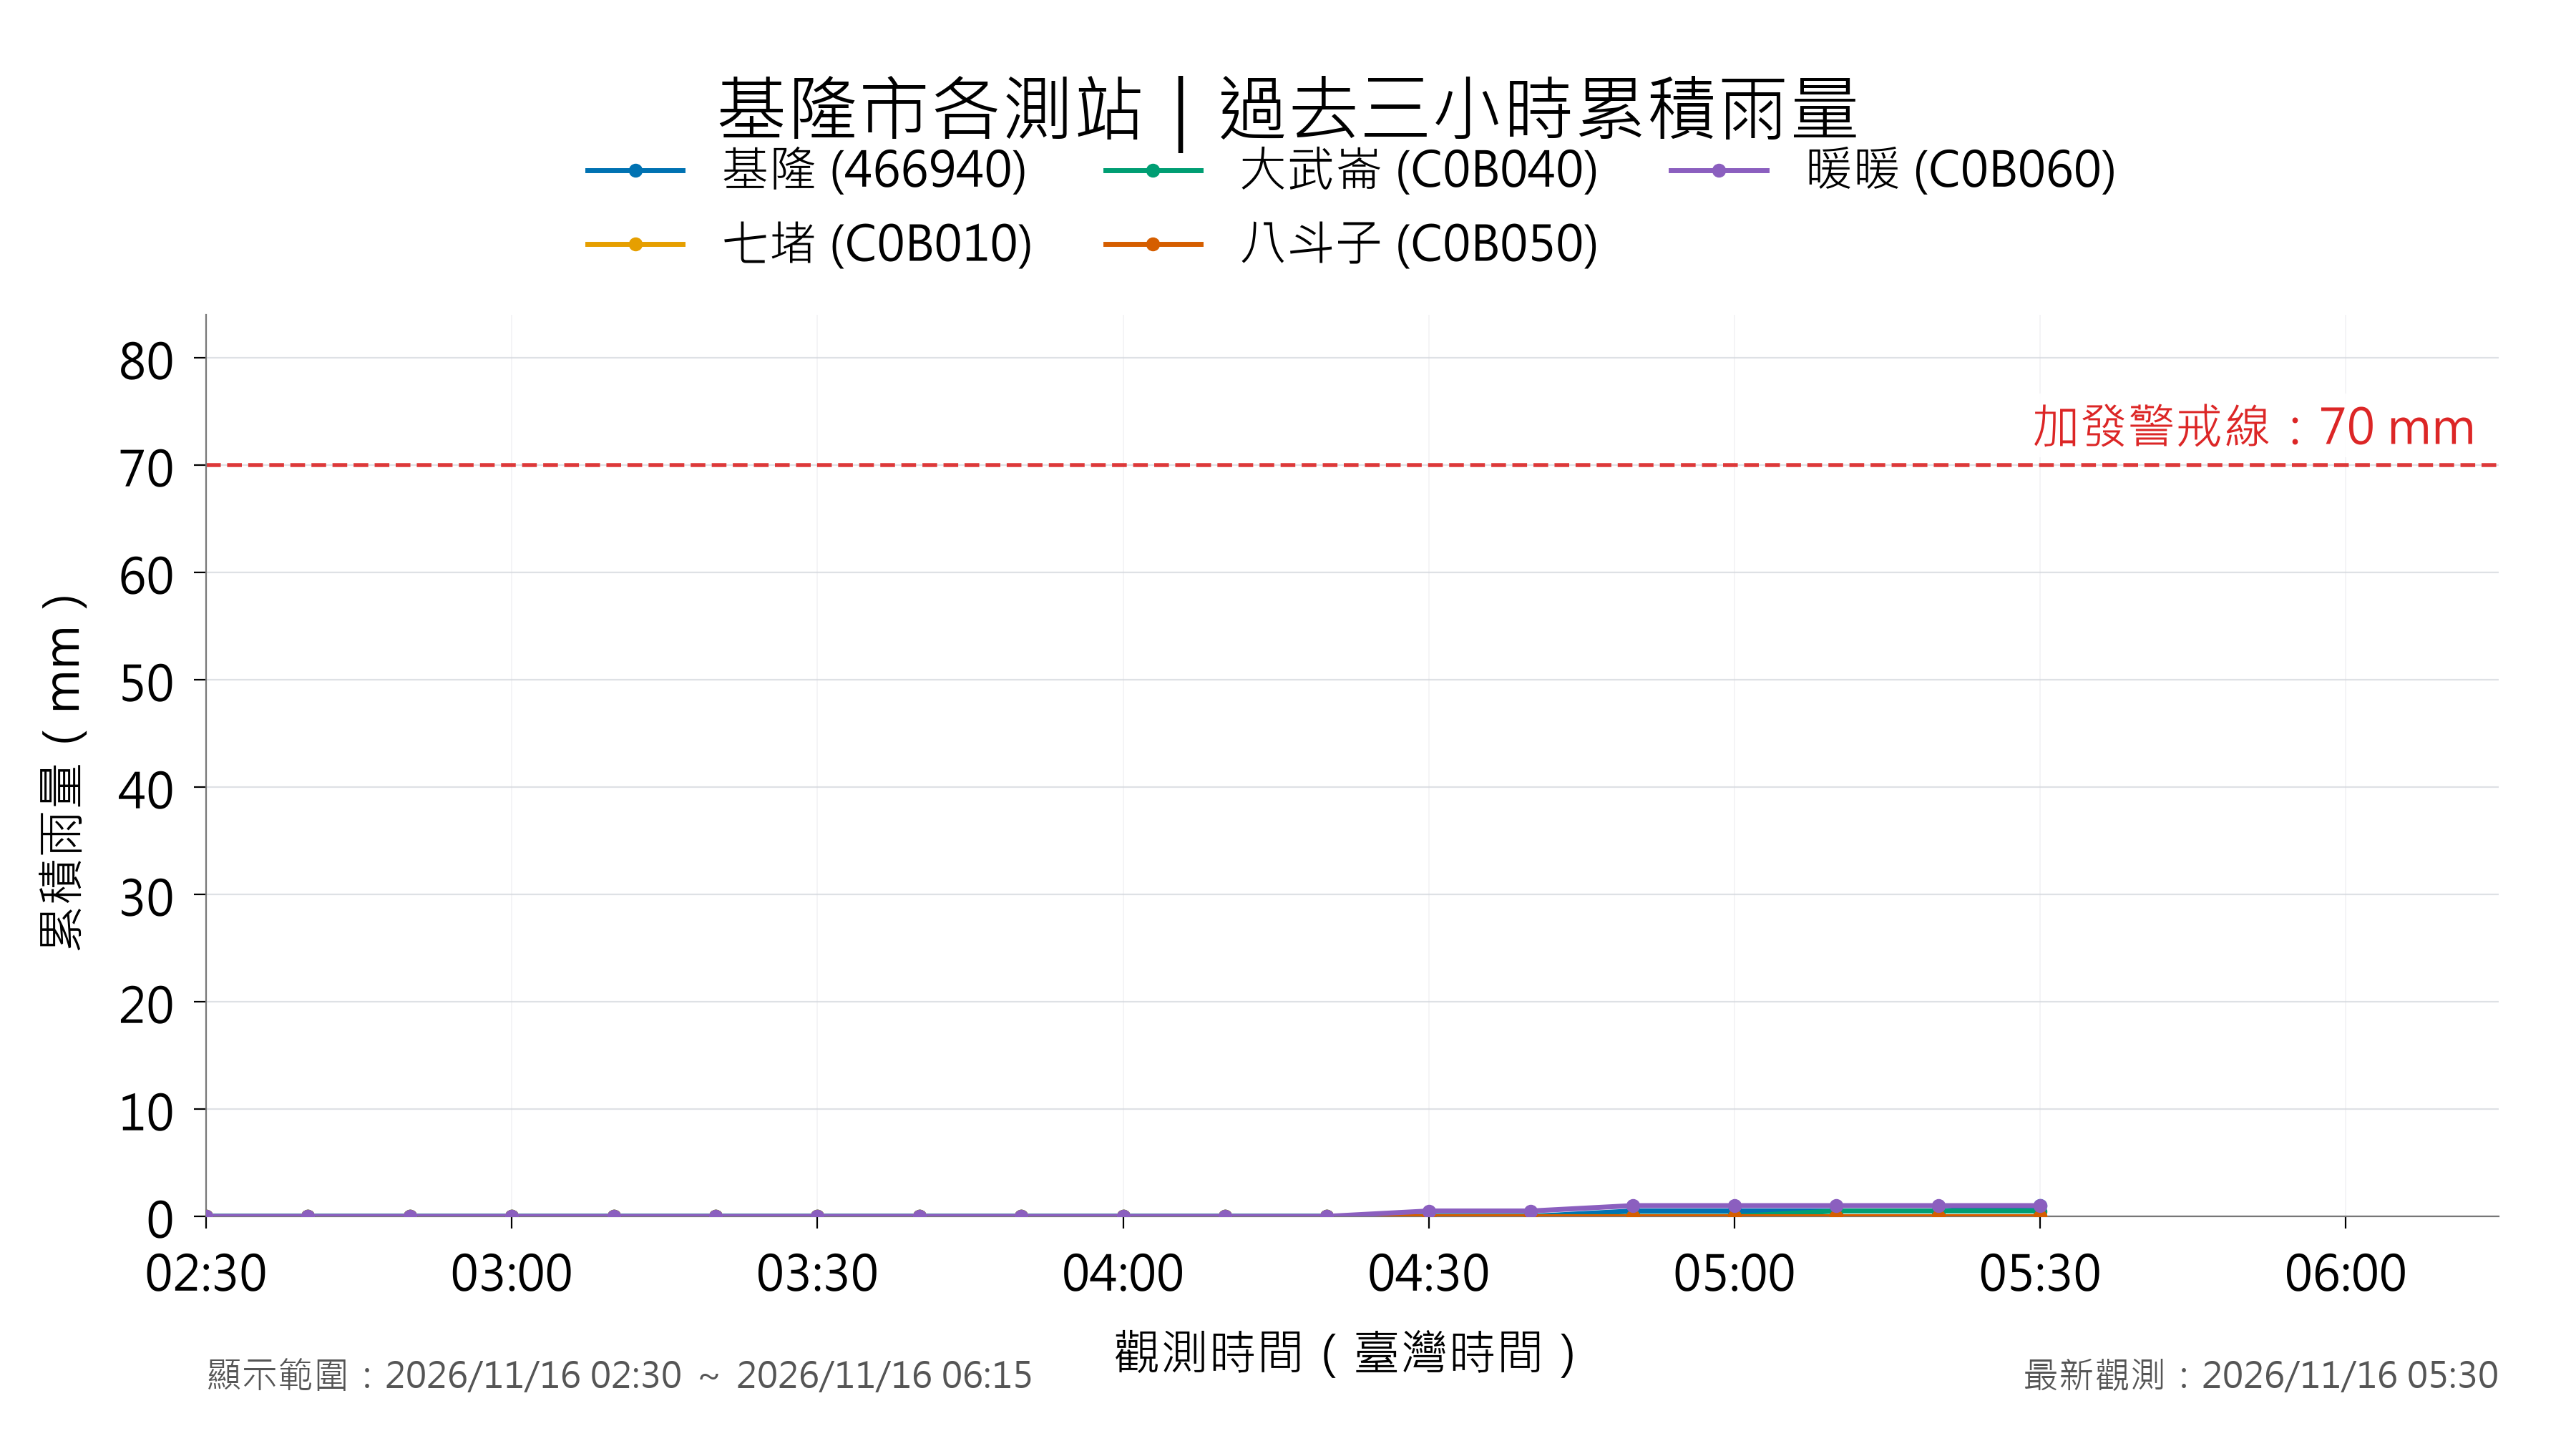 基隆市各測站｜過去三小時累積雨量
基隆 (466940)
大武崙 (C0B040)
暖暖 (C0B060)
七堵 (C0B010)
八斗子 (C0B050)
80
加發警戒線：70 mm
70
60
50
40
30
20
10
0
累積雨量（mm）
02:30 03:00 03:30 04:00 04:30 05:00 05:30 06:00
觀測時間（臺灣時間）
顯示範圍：2026/11/16 02:30 ~ 2026/11/16 06:15
最新觀測：2026/11/16 05:30